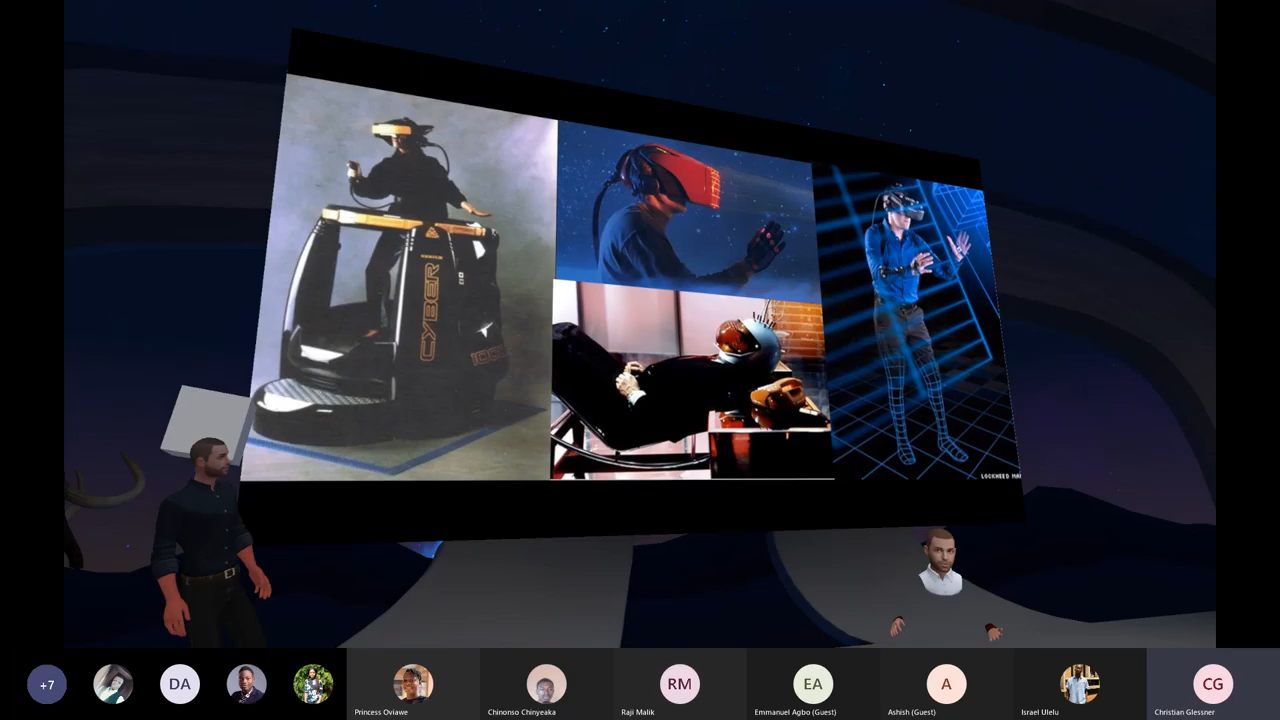 CYBER
LOCKHEED MA
+7
DA
Princess Oviawe
Chinonso Chinyeaka
RM
Raji Malik
EA
Emmanuel Agbo (Guest)
A
Ashish (Guest)
Israel Ulelu
CG
Christian Glessner